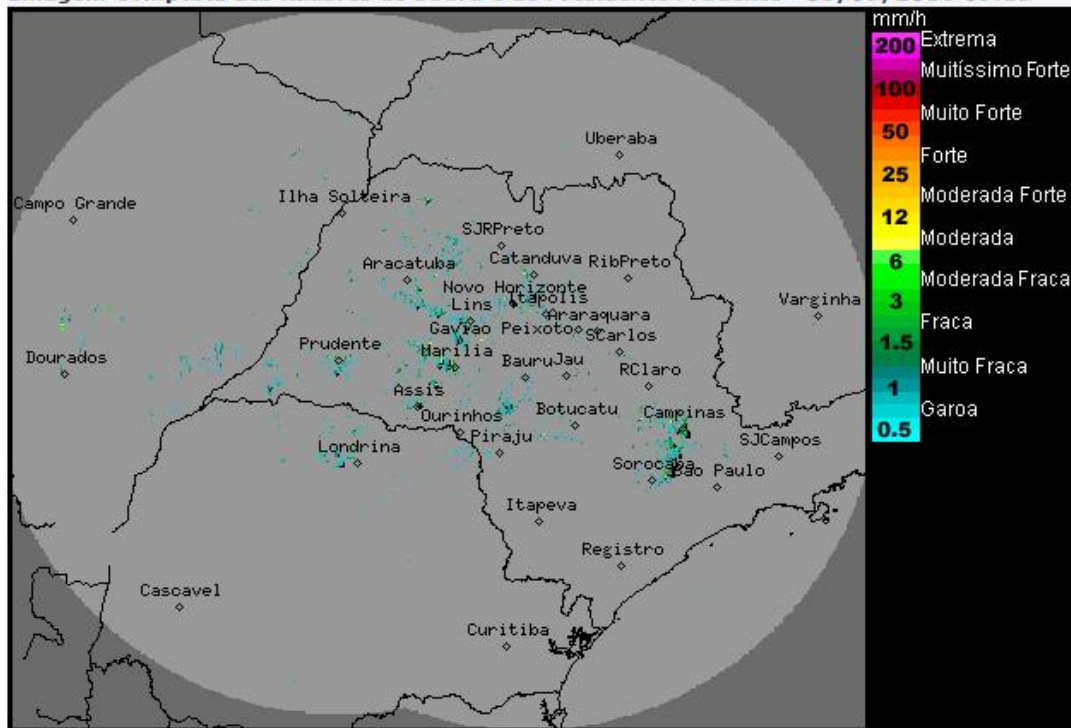 mm/h
200 Extrema
Muitíssimo Forte
100
Muito Forte
50
Forte
25
Moderada Forte
12
Moderada
6
Moderada Fraca
3
Fraca
1.5
Muito Fraca
1
Garoa
0.5
Uberaba
Campo Grande
Ilha Solteira
SJRPreto
Catanduva
RibPreto
Aracatuba
Novo Horizonte
Itapolis
Lins
Araraquara
Varginha
Gaviao Peixoto
SCarlos
Prudente
Marilia
Dourados
Bauru
Jau
RClaro
Assis
Ourinhos
Botucatu
Campinas
Londrina
Piraju
SJCampos
Sorocaba
Sao Paulo
Itapeva
Registro
Cascavel
Curitiba